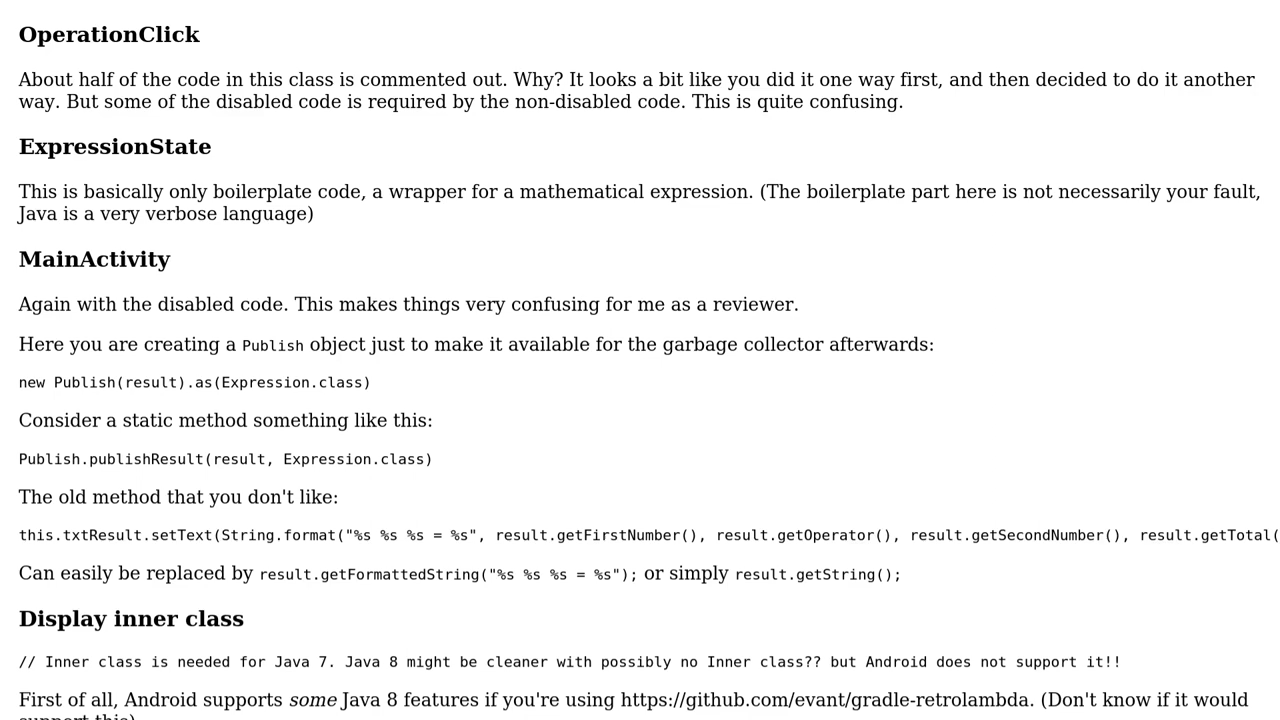 OperationClick
About half of the code in this class is commented out. Why? It looks a bit like you did it one way first, and then decided to do it another
way. But some of the disabled code is required by the non-disabled code. This is quite confusing.
ExpressionState
This is basically only boilerplate code, a wrapper for a mathematical expression. (The boilerplate part here is not necessarily your fault,
Java is a very verbose language)
MainActivity
Again with the disabled code. This makes things very confusing for me as a reviewer.
Here you are creating a Publish object just to make it available for the garbage collector afterwards:
new Publish(result).as(Expression.class)
Consider a static method something like this:
Publish.publishResult(result, Expression.class)
The old method that you don't like:
this.txtResult.setText(String.format("%s %s %s = %s", result.getFirstNumber(), result.getOperator(), result.getSecondNumber(), result.getTotal(
Can easily be replaced by result.getFormattedString("%s %s %s = %s"); or simply result.getString();
Display inner class
// Inner class is needed for Java 7. Java 8 might be cleaner with possibly no Inner class?? but Android does not support it!!
First of all, Android supports some Java 8 features if you're using https://github.com/evant/gradle-retrolambda. (Don't know if it would
support this)